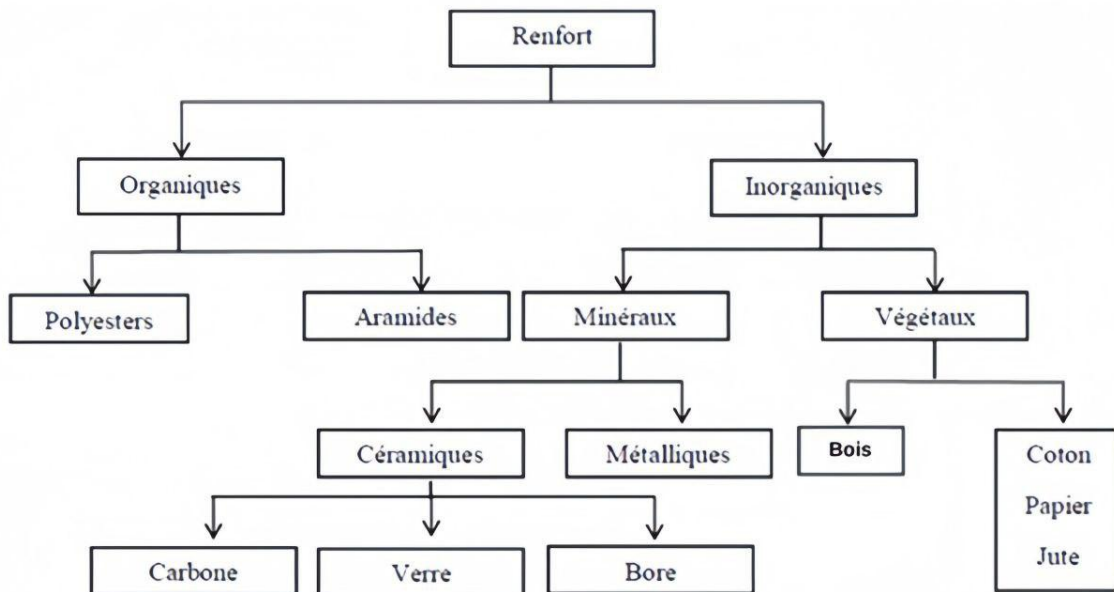 Renfort
Organiques
Inorganiques
Polyesters
Aramides
Minéraux
Végétaux
Céramiques
Métalliques
Bois
Coton
Papier
Jute
Carbone
Verre
Bore